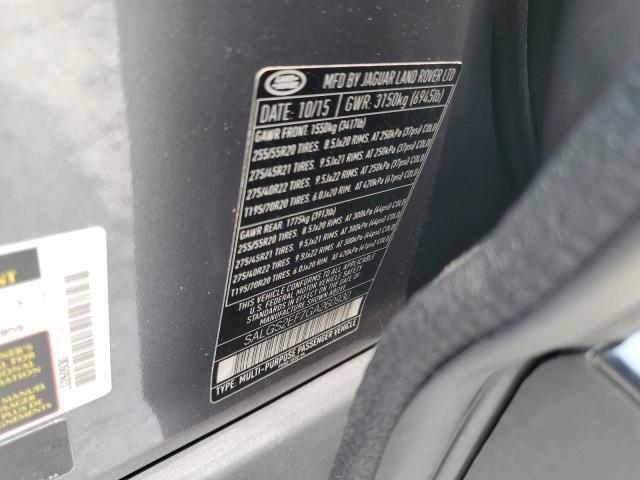 MFD BY JAGUAR LAND ROVER LTD
DATE: 10/15 GWR: 3150kg (6945lb)
GAWR FRONT: 1550kg (3417lb)
255/55R20 TIRES. 8.5Jx20 RIMS. AT 250kPa (37psi) COLD
275/45R21 TIRES. 9.5Jx21 RIMS. AT 250kPa (37psi) COLD
275/40R22 TIRES. 9.5Jx22 RIMS. AT 250kPa (37psi) COLD
T195/70R20 TIRES. 6.0Jx20 RIM. AT 420kPa (61psi) COLD
GAWR REAR: 1775kg (3913lb)
255/55R20 TIRES. 8.5Jx20 RIMS. AT 300kPa (44psi) COLD
275/45R21 TIRES. 9.5Jx21 RIMS. AT 300kPa (44psi) COLD
275/40R22 TIRES. 9.5Jx22 RIMS. AT 300kPa (44psi) COLD
T195/70R20 TIRES. 6.0Jx20 RIM. AT 420kPa (61psi) COLD
THIS VEHICLE CONFORMS TO ALL APPLICABLE
U.S. FEDERAL MOTOR VEHICLE SAFETY
STANDARDS IN EFFECT ON THE DATE OF
MANUFACTURE SHOWN ABOVE
SALGS2EF7GA260930
TYPE: MULTI-PURPOSE PASSENGER VEHICLE
MANUEL